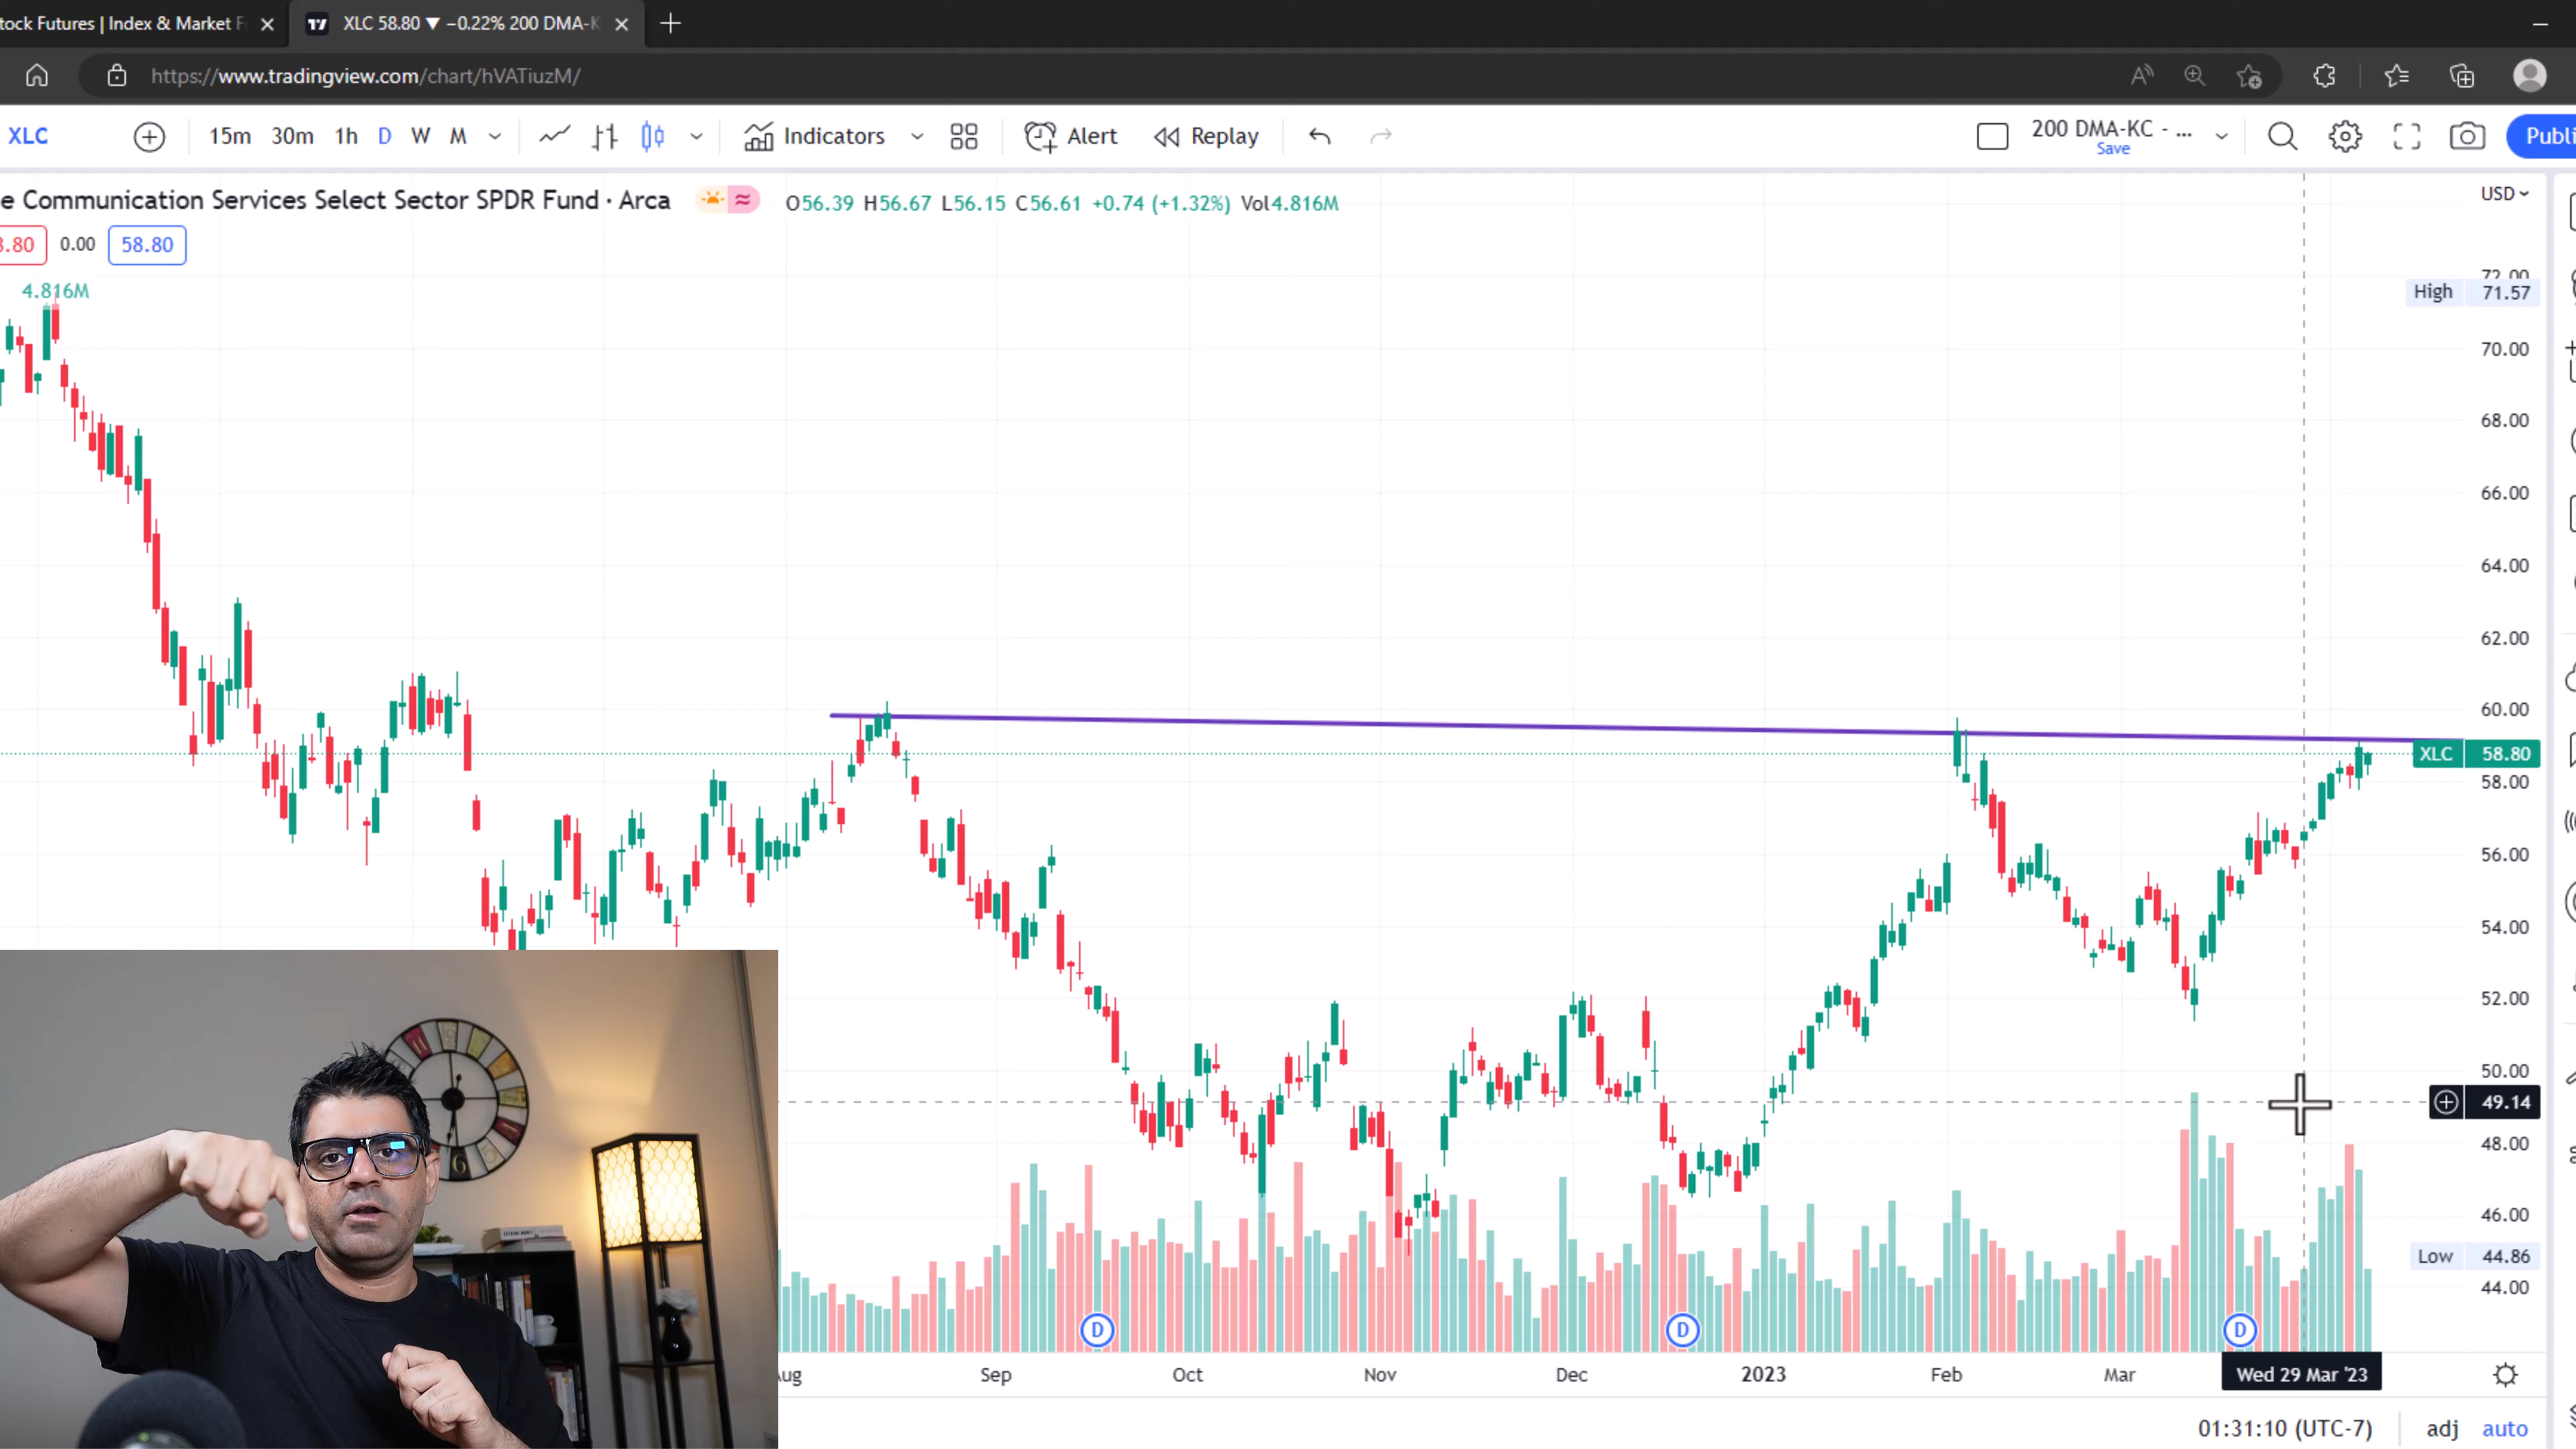 tock Futures | Index & Market F
XLC 58.80 ▼ −0.22% 200 DMA-K
https://www.tradingview.com/chart/hVATiuzM/
XLC
15m 30m 1h D W M
Indicators
Alert
Replay
200 DMA-KC - ...
Save
Publi
e Communication Services Select Sector SPDR Fund · Arca
O56.39 H56.67 L56.15 C56.61 +0.74 (+1.32%) Vol4.816M
USD
8.80 0.00 58.80
4.816M
72.00
High 71.57
70.00
68.00
66.00
64.00
62.00
60.00
XLC 58.80
58.00
56.00
54.00
52.00
50.00
49.14
48.00
46.00
Low 44.86
44.00
D D D
Aug Sep Oct Nov Dec 2023 Feb Mar Wed 29 Mar '23
01:31:10 (UTC-7) adj auto
6